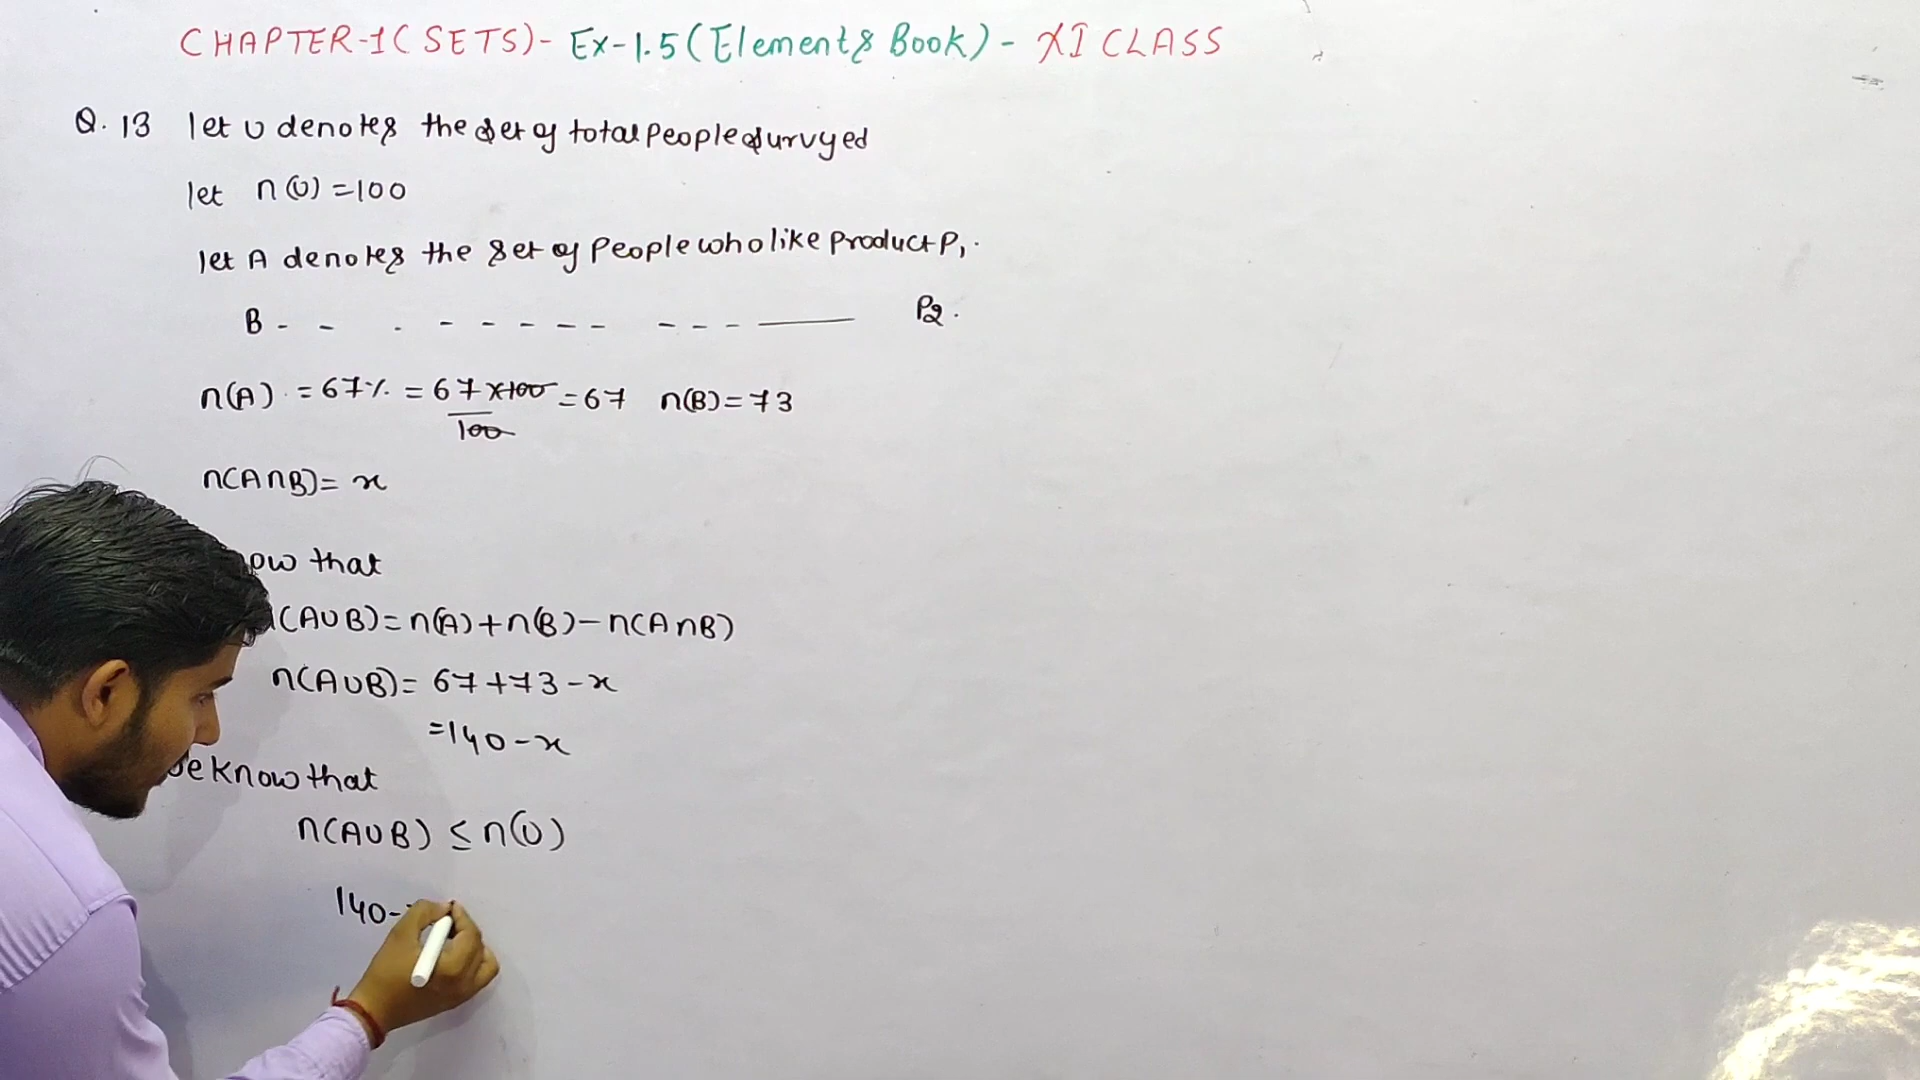 CHAPTER-1(SETS)- Ex-1.5(Elements Book)- XI CLASS
Q.13 let U denotes the set of total People survyed
let n(U)=100
let A denotes the set of People who like Product P1.
B - - . - - - - - - - - —— P2.
n(A) = 67% = 67×100/100 = 67 n(B)=73
n(A∩B)= x
ow that
(A∪B)=n(A)+n(B)-n(A∩B)
n(A∪B)= 67+73-x
=140-x
we know that
n(A∪B) ≤ n(U)
140-